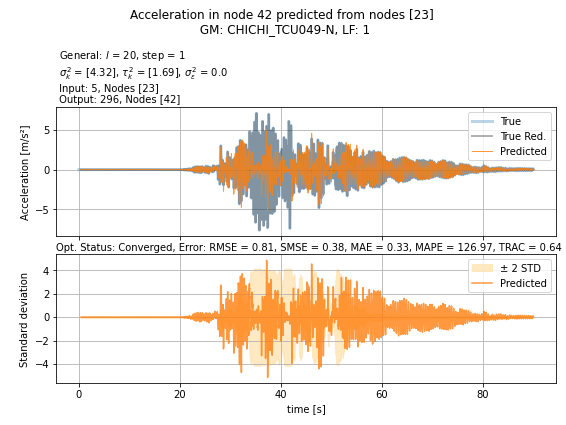 Acceleration in node 42 predicted from nodes [23]
GM: CHICHI_TCU049-N, LF: 1
General: l = 20, step = 1
σ²ₖ = [4.32], τ²ₖ = [1.69], σ²ε = 0.0
Input: 5, Nodes [23]
Output: 296, Nodes [42]
Acceleration [m/s²]
5
0
−5
True
True Red.
Predicted
Opt. Status: Converged, Error: RMSE = 0.81, SMSE = 0.38, MAE = 0.33, MAPE = 126.97, TRAC = 0.64
Standard deviation
4
2
0
−2
−4
± 2 STD
Predicted
0 20 40 60 80
time [s]